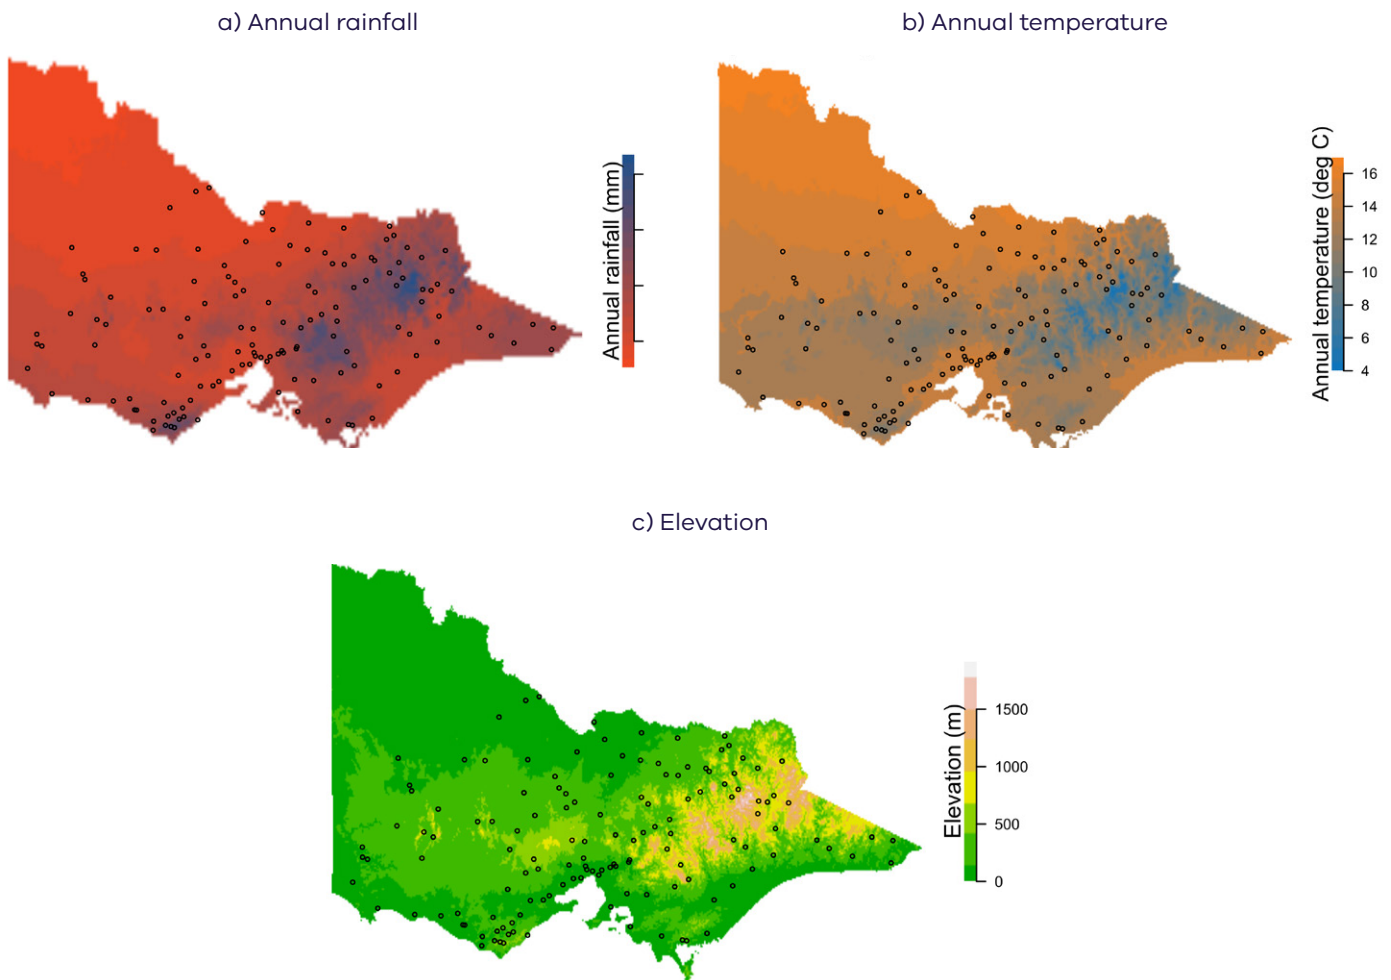 a) Annual rainfall
b) Annual temperature
Annual rainfall (mm)
Annual temperature (deg C)
16
14
12
10
8
6
4
c) Elevation
Elevation (m)
1500
1000
500
0